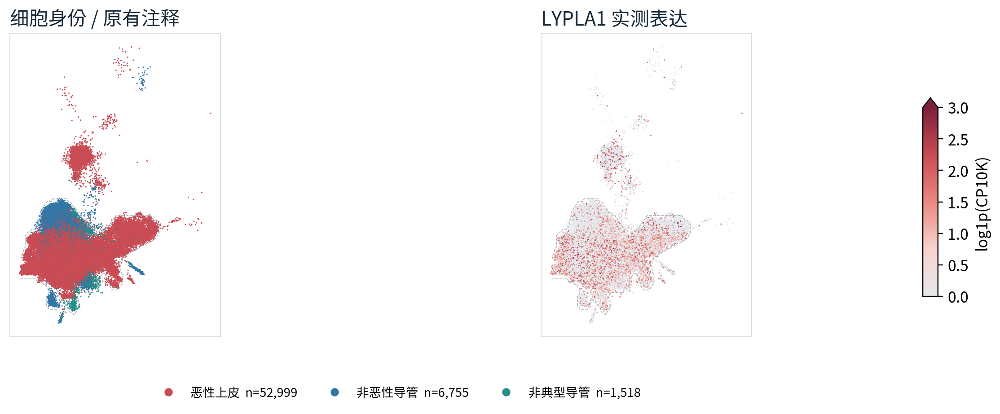 细胞身份 / 原有注释
LYPLA1 实测表达
3.0
2.5
2.0
1.5
1.0
0.5
0.0
log1p(CP10K)
恶性上皮 n=52,999
非恶性导管 n=6,755
非典型导管 n=1,518